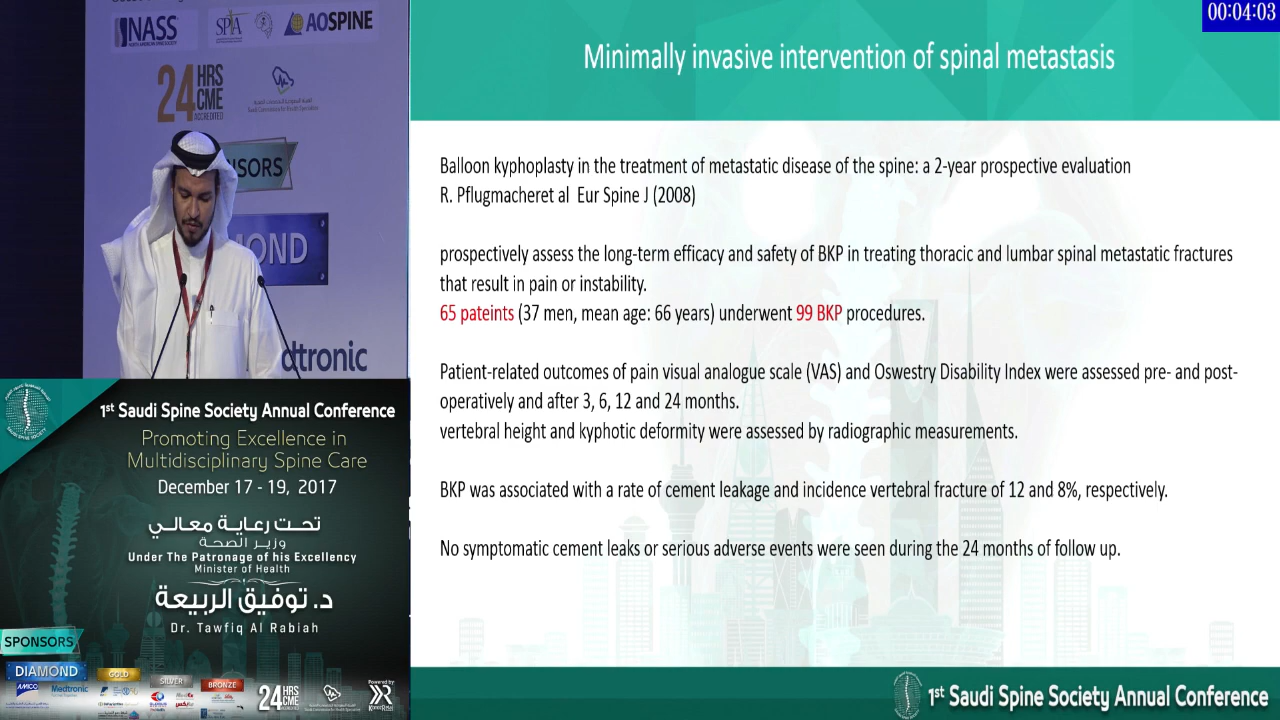 NASS
NORTH AMERICAN SPINE SOCIETY
AOSPINE
24 HRS
CME
ACCREDITED
NSORS
MOND
dtronic
00:04:03
Minimally invasive intervention of spinal metastasis
Balloon kyphoplasty in the treatment of metastatic disease of the spine: a 2-year prospective evaluation
R. Pflugmacheret al Eur Spine J (2008)
prospectively assess the long-term efficacy and safety of BKP in treating thoracic and lumbar spinal metastatic fractures
that result in pain or instability.
65 pateints (37 men, mean age: 66 years) underwent 99 BKP procedures.
Patient-related outcomes of pain visual analogue scale (VAS) and Oswestry Disability Index were assessed pre- and post-
operatively and after 3, 6, 12 and 24 months.
vertebral height and kyphotic deformity were assessed by radiographic measurements.
BKP was associated with a rate of cement leakage and incidence vertebral fracture of 12 and 8%, respectively.
No symptomatic cement leaks or serious adverse events were seen during the 24 months of follow up.
1st Saudi Spine Society Annual Conference
1st Saudi Spine Society Annual Conference
Promoting Excellence in
Multidisciplinary Spine Care
December 17 - 19, 2017
تحت رعاية معالي
وزير الصحة
Under The Patronage of his Excellency
Minister of Health
د. توفيق الربيعة
Dr. Tawfiq Al Rabiah
SPONSORS
DIAMOND
GOLD
SILVER
BRONZE
AMCO
Medtronic
24 HRS
CME
ACCREDITED
Powered by: